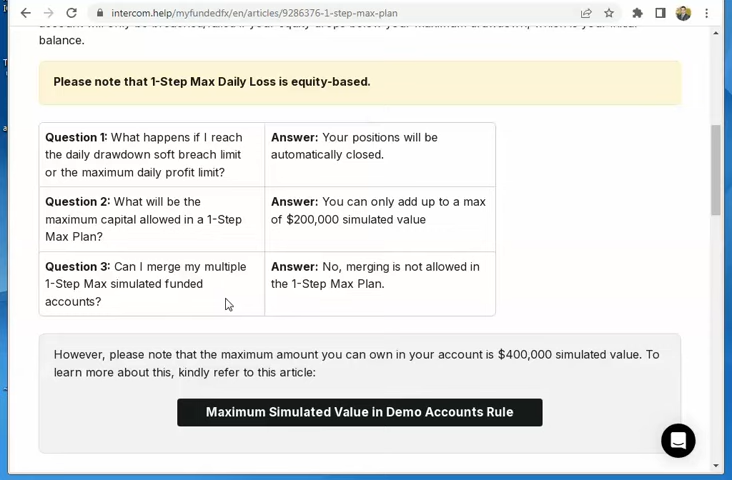 intercom.help/myfundedfx/en/articles/9286376-1-step-max-plan
balance.
Please note that 1-Step Max Daily Loss is equity-based.
Question 1: What happens if I reach
the daily drawdown soft breach limit
or the maximum daily profit limit?
Answer: Your positions will be
automatically closed.
Question 2: What will be the
maximum capital allowed in a 1-Step
Max Plan?
Answer: You can only add up to a max
of $200,000 simulated value
Question 3: Can I merge my multiple
1-Step Max simulated funded
accounts?
Answer: No, merging is not allowed in
the 1-Step Max Plan.
However, please note that the maximum amount you can own in your account is $400,000 simulated value. To
learn more about this, kindly refer to this article:
Maximum Simulated Value in Demo Accounts Rule